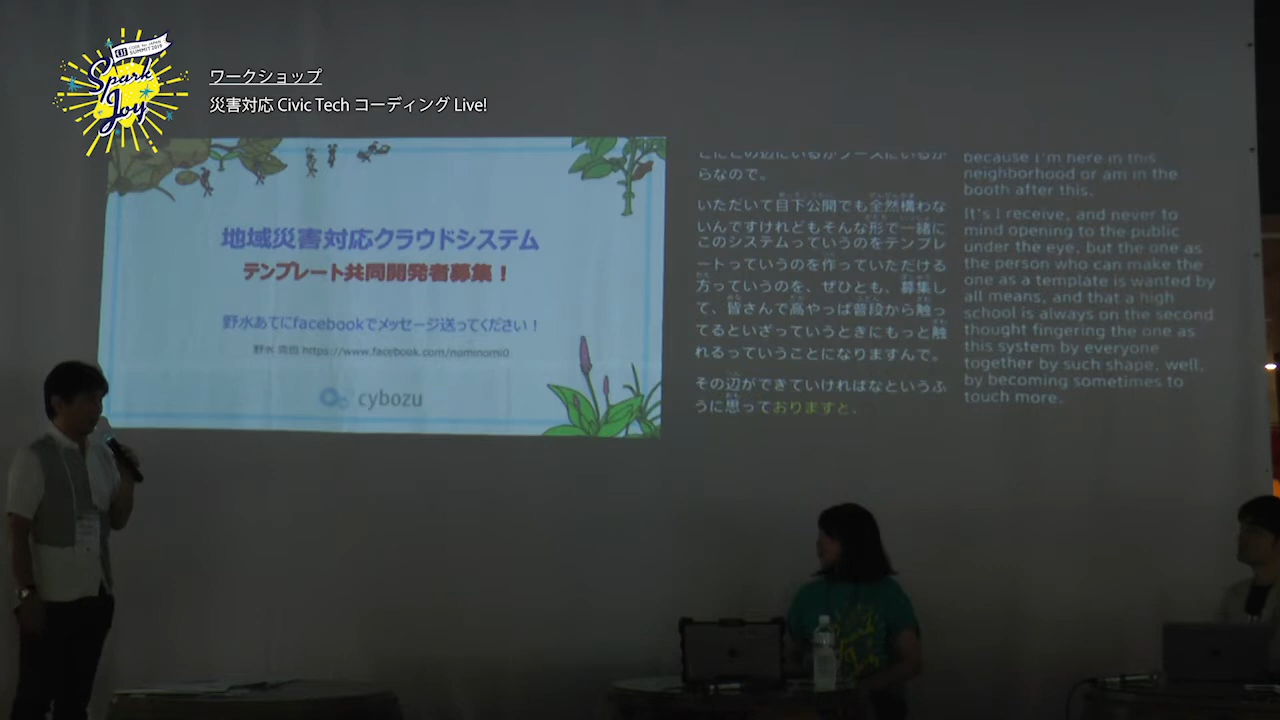 CODE for JAPAN
SUMMIT 2019
Spark
Joy
ワークショップ
災害対応 Civic Tech コーディング Live!
地域災害対応クラウドシステム
テンプレート共同開発者募集！
野水あてにfacebookでメッセージ送ってください！
野水 https://www.facebook.com/nominomi0
cybozu
らなので。
いただいて目下公開でも全然構わな
いんですけれどもそんな形で一緒に
このシステムっていうのをテンプレ
ートっていうのを作っていただける
方っていうのを、ぜひとも、募集し
て、皆さんで高やっぱ普段から触っ
てるといざっていうときにもっと触
れるっていうことになりますんで。
その辺ができていければなというふ
うに思っておりますと、
because I'm here in this
neighborhood or am in the
booth after this.
It's I receive, and never to
mind opening to the public
under the eye, but the one as
the person who can make the
one as a template is wanted by
all means, and that a high
school is always on the second
thought fingering the one as
this system by everyone
together by such shape, well,
by becoming sometimes to
touch more.